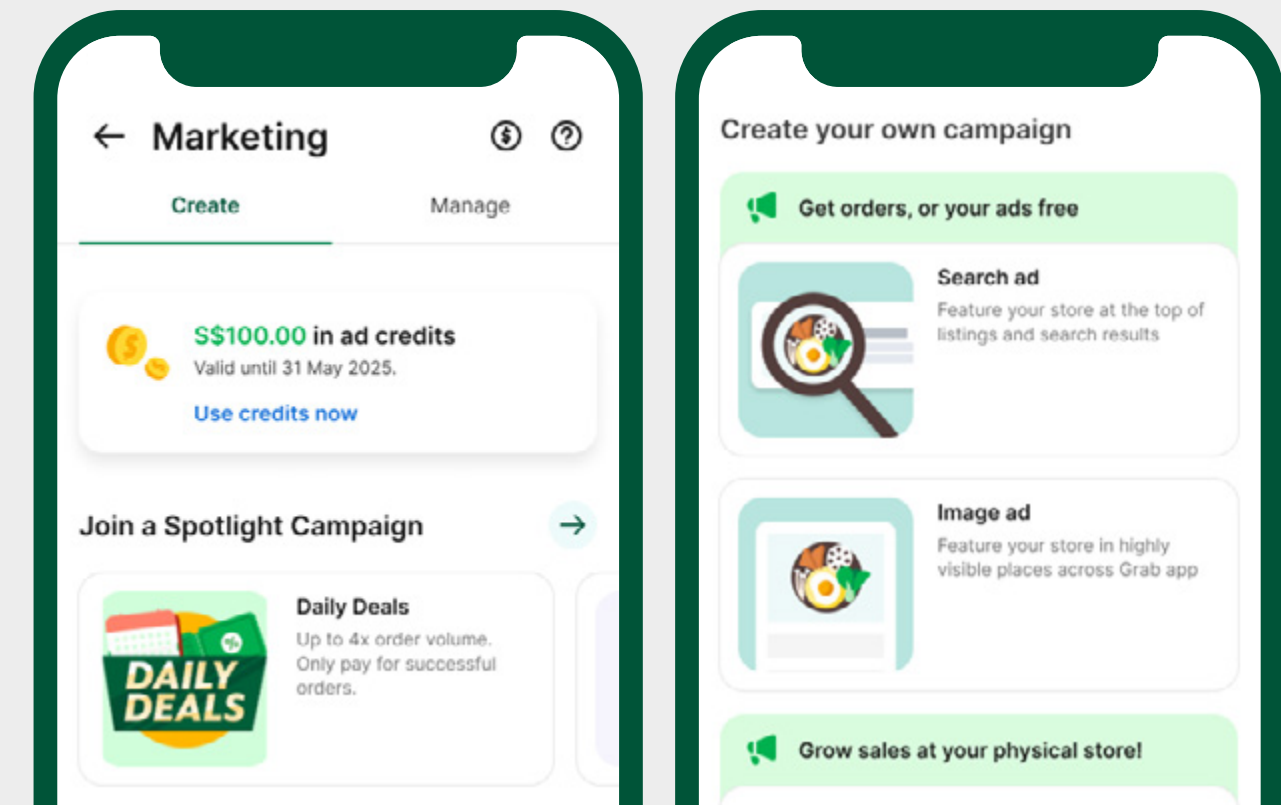 Marketing
Create
Manage
S$100.00 in ad credits
Valid until 31 May 2025.
Use credits now
Join a Spotlight Campaign
DAILY
DEALS
Daily Deals
Up to 4x order volume.
Only pay for successful
orders.
Create your own campaign
Get orders, or your ads free
Search ad
Feature your store at the top of
listings and search results
Image ad
Feature your store in highly
visible places across Grab app
Grow sales at your physical store!